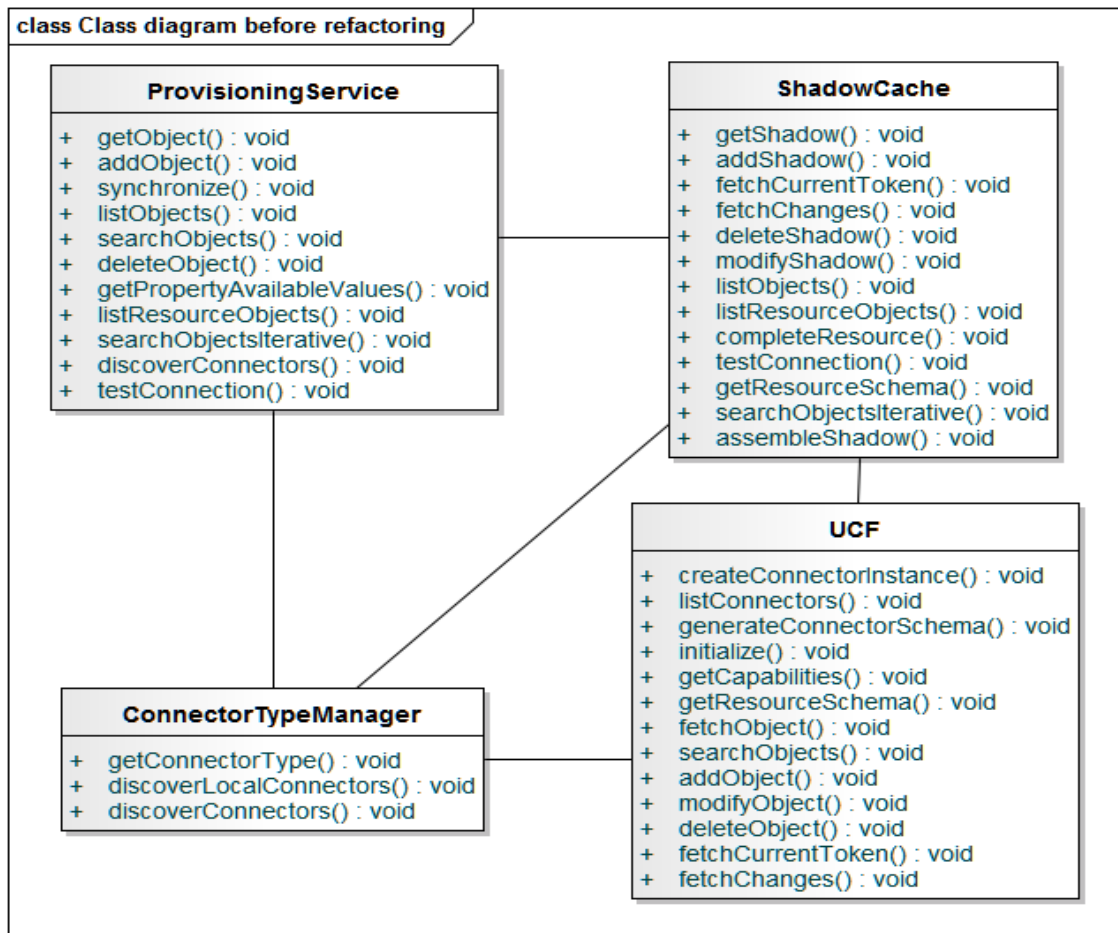 class Class diagram before refactoring
ProvisioningService
+ getObject() : void
+ addObject() : void
+ synchronize() : void
+ listObjects() : void
+ searchObjects() : void
+ deleteObject() : void
+ getPropertyAvailableValues() : void
+ listResourceObjects() : void
+ searchObjectsIterative() : void
+ discoverConnectors() : void
+ testConnection() : void
ShadowCache
+ getShadow() : void
+ addShadow() : void
+ fetchCurrentToken() : void
+ fetchChanges() : void
+ deleteShadow() : void
+ modifyShadow() : void
+ listObjects() : void
+ listResourceObjects() : void
+ completeResource() : void
+ testConnection() : void
+ getResourceSchema() : void
+ searchObjectsIterative() : void
+ assembleShadow() : void
ConnectorTypeManager
+ getConnectorType() : void
+ discoverLocalConnectors() : void
+ discoverConnectors() : void
UCF
+ createConnectorInstance() : void
+ listConnectors() : void
+ generateConnectorSchema() : void
+ initialize() : void
+ getCapabilities() : void
+ getResourceSchema() : void
+ fetchObject() : void
+ searchObjects() : void
+ addObject() : void
+ modifyObject() : void
+ deleteObject() : void
+ fetchCurrentToken() : void
+ fetchChanges() : void